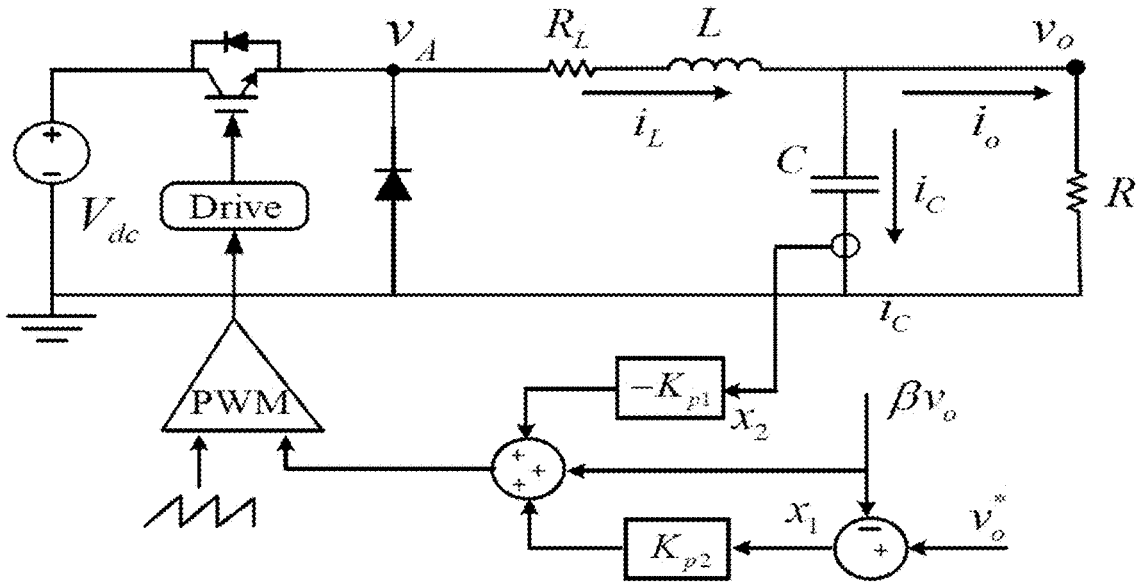 v_A
R_L
L
v_o
i_L
i_o
C
i_C
R
V_dc
Drive
i_C
PWM
−K_p1
x_2
βv_o
+
-
+
+
+
K_p2
x_1
−
+
v_o^*